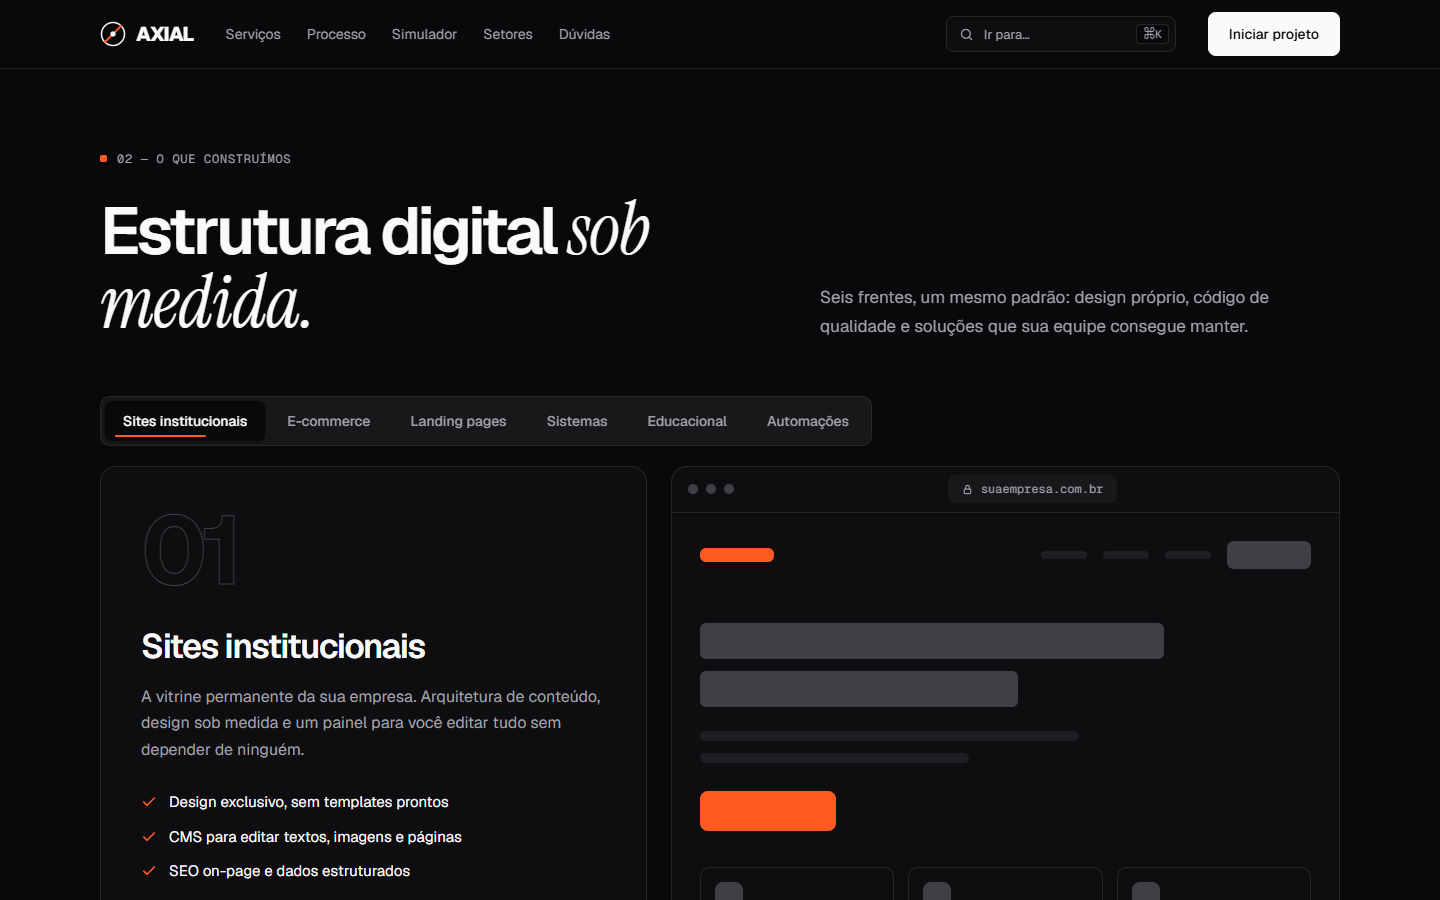 AXIAL
Serviços
Processo
Simulador
Setores
Dúvidas
Ir para...
⌘K
Iniciar projeto
02 — O QUE CONSTRUÍMOS
Estrutura digital sob
medida.
Seis frentes, um mesmo padrão: design próprio, código de
qualidade e soluções que sua equipe consegue manter.
Sites institucionais
E-commerce
Landing pages
Sistemas
Educacional
Automações
01
Sites institucionais
A vitrine permanente da sua empresa. Arquitetura de conteúdo,
design sob medida e um painel para você editar tudo sem
depender de ninguém.
Design exclusivo, sem templates prontos
CMS para editar textos, imagens e páginas
SEO on-page e dados estruturados
suaempresa.com.br